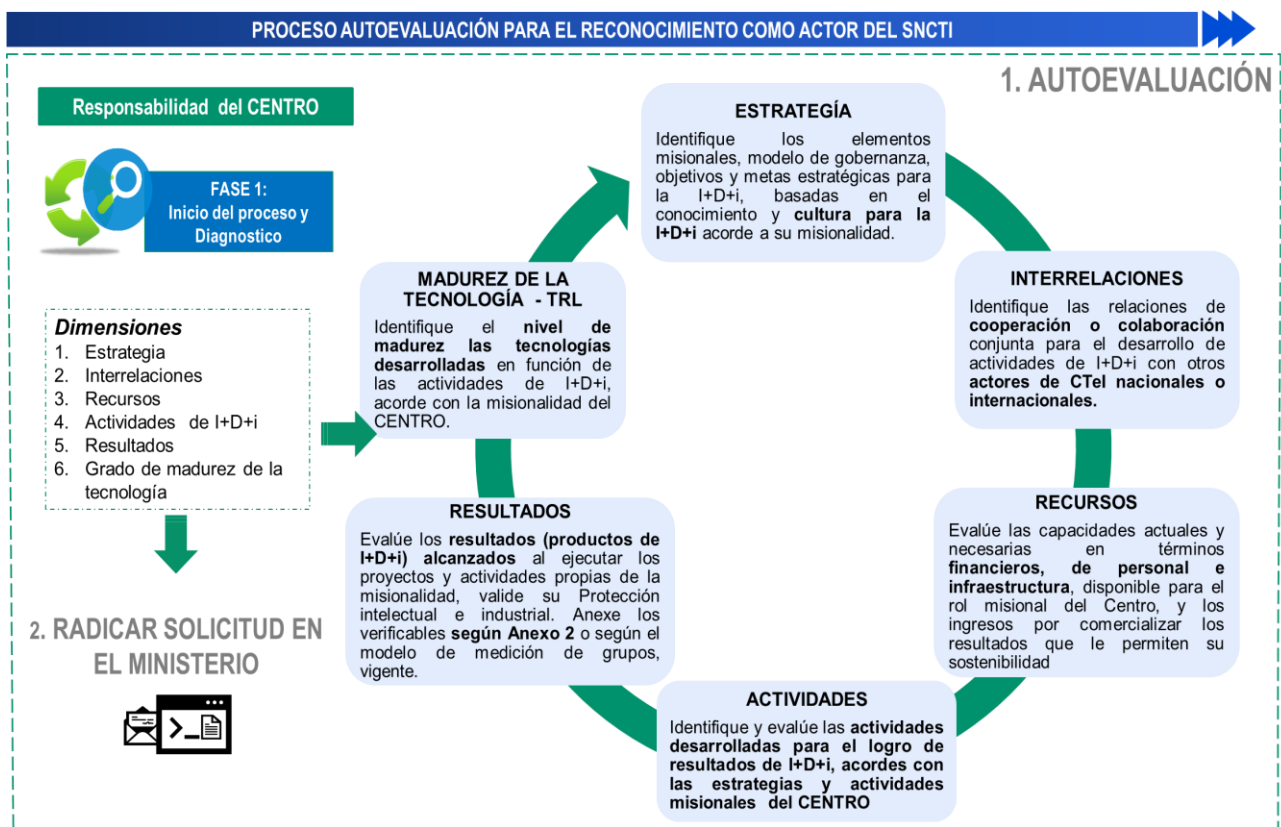 PROCESO AUTOEVALUACIÓN PARA EL RECONOCIMIENTO COMO ACTOR DEL SNCTI
1. AUTOEVALUACIÓN
Responsabilidad del CENTRO
FASE 1:
Inicio del proceso y
Diagnostico
Dimensiones
1. Estrategia
2. Interrelaciones
3. Recursos
4. Actividades de I+D+i
5. Resultados
6. Grado de madurez de la
tecnología
2. RADICAR SOLICITUD EN
EL MINISTERIO
ESTRATEGÍA
Identifique los elementos
misionales, modelo de gobernanza,
objetivos y metas estratégicas para
la I+D+i, basadas en el
conocimiento y cultura para la
I+D+i acorde a su misionalidad.
INTERRELACIONES
Identifique las relaciones de
cooperación o colaboración
conjunta para el desarrollo de
actividades de I+D+i con otros
actores de CTeI nacionales o
internacionales.
RECURSOS
Evalúe las capacidades actuales y
necesarias en términos
financieros, de personal e
infraestructura, disponible para el
rol misional del Centro, y los
ingresos por comercializar los
resultados que le permiten su
sostenibilidad
ACTIVIDADES
Identifique y evalúe las actividades
desarrolladas para el logro de
resultados de I+D+i, acordes con
las estrategias y actividades
misionales del CENTRO
RESULTADOS
Evalúe los resultados (productos de
I+D+i) alcanzados al ejecutar los
proyectos y actividades propias de la
misionalidad, valide su Protección
intelectual e industrial. Anexe los
verificables según Anexo 2 o según el
modelo de medición de grupos,
vigente.
MADUREZ DE LA
TECNOLOGÍA - TRL
Identifique el nivel de
madurez las tecnologías
desarrolladas en función de
las actividades de I+D+i,
acorde con la misionalidad del
CENTRO.